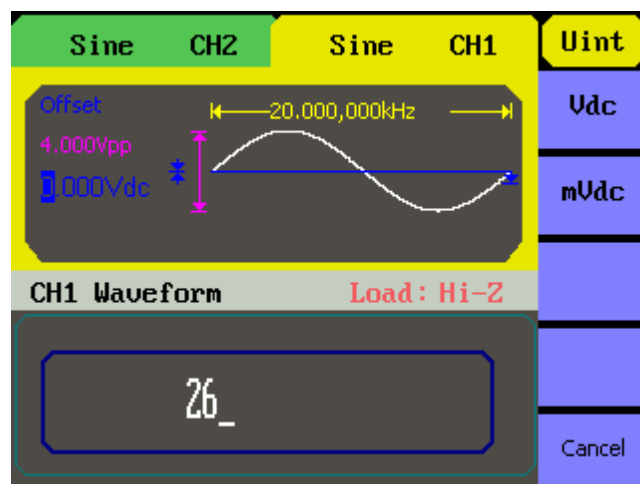 Sine CH2 Sine CH1 Uint
Offset
20.000,000kHz
Vdc
4.000Vpp
0.000Vdc
mVdc
CH1 Waveform Load: Hi-Z
26_
Cancel